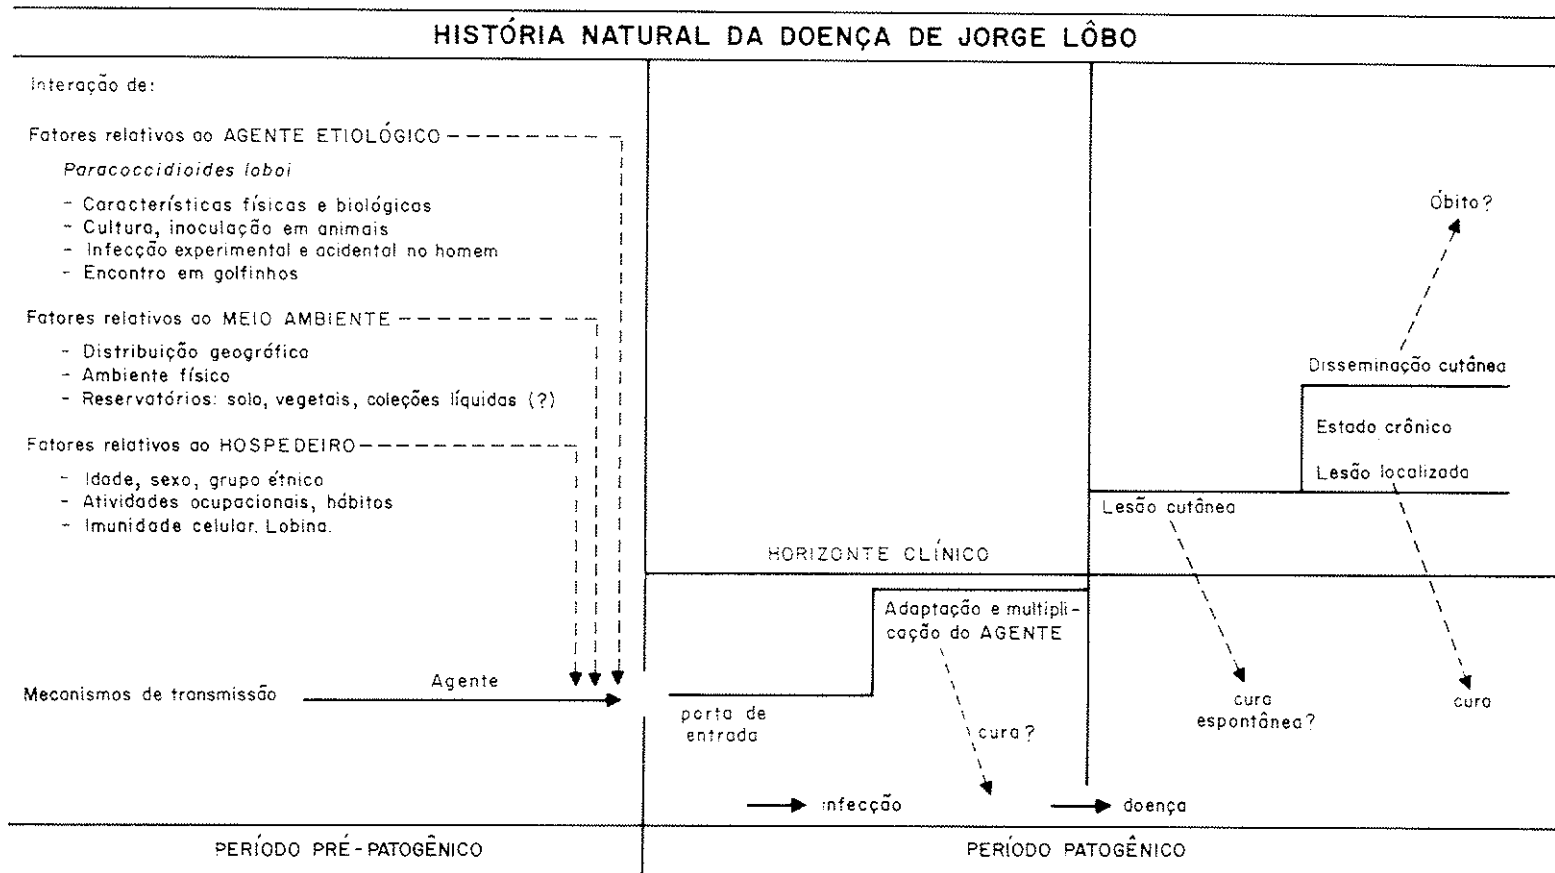 HISTÓRIA NATURAL DA DOENÇA DE JORGE LÔBO
Interação de:
Fatores relativos ao AGENTE ETIOLÓGICO
Paracoccidioides loboi
- Características físicas e biológicas
- Cultura, inoculação em animais
- Infecção experimental e acidental no homem
- Encontro em golfinhos
Fatores relativos ao MEIO AMBIENTE
- Distribuição geográfica
- Ambiente físico
- Reservatórios: solo, vegetais, coleções líquidas (?)
Fatores relativos ao HOSPEDEIRO
- Idade, sexo, grupo étnico
- Atividades ocupacionais, hábitos
- Imunidade celular. Lobina.
Mecanismos de transmissão
Agente
HORIZONTE CLÍNICO
porta de
entrada
Adaptação e multipli-
cação do AGENTE
cura?
infecção
doença
Óbito?
Disseminação cutânea
Estado crônico
Lesão localizada
Lesão cutânea
cura
espontânea?
cura
PERÍODO PRÉ-PATOGÊNICO
PERÍODO PATOGÊNICO